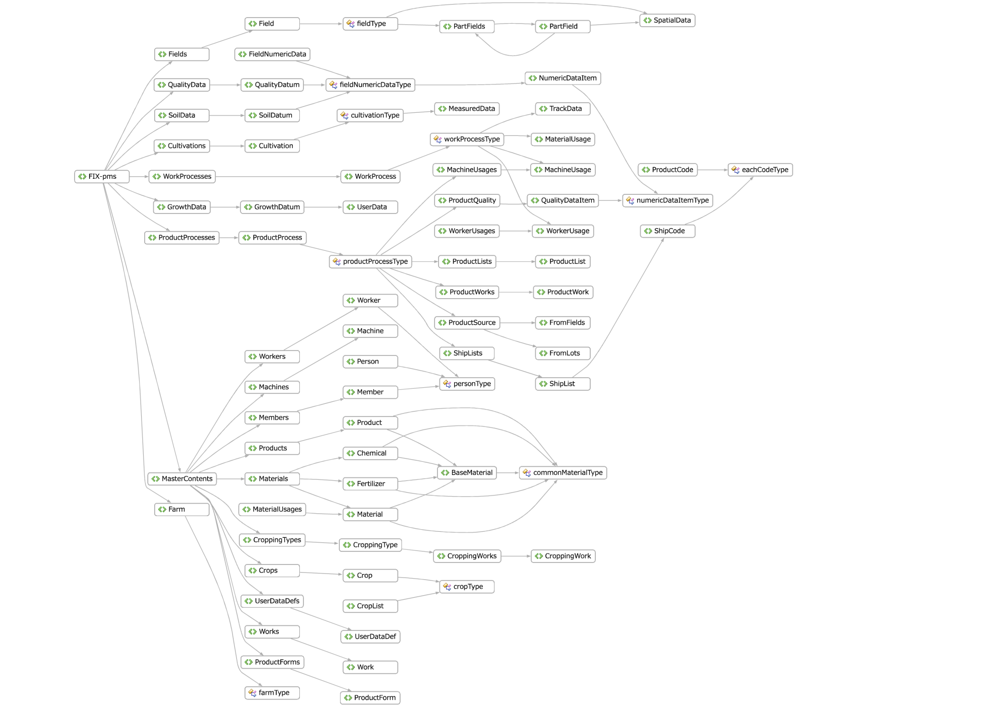 SpatialData
Field
fieldType
PartFields
PartField
Fields
FieldNumericData
NumericDataItem
QualityData
QualityDatum
fieldNumericDataType
MeasuredData
TrackData
SoilData
SoilDatum
cultivationType
workProcessType
MaterialUsage
Cultivations
Cultivation
MachineUsages
MachineUsage
ProductCode
eachCodeType
FIX-pms
WorkProcesses
WorkProcess
ProductQuality
QualityDataItem
numericDataItemType
GrowthData
GrowthDatum
UserData
WorkerUsages
WorkerUsage
ShipCode
ProductProcesses
ProductProcess
productProcessType
ProductLists
ProductList
ProductWorks
ProductWork
Worker
ProductSource
FromFields
Machine
ShipLists
FromLots
Workers
Person
personType
ShipList
Machines
Member
Members
Product
Products
Chemical
BaseMaterial
commonMaterialType
MasterContents
Materials
Fertilizer
Farm
MaterialUsages
Material
CroppingTypes
CroppingType
CroppingWorks
CroppingWork
Crops
Crop
cropType
UserDataDefs
CropList
Works
UserDataDef
ProductForms
Work
farmType
ProductForm